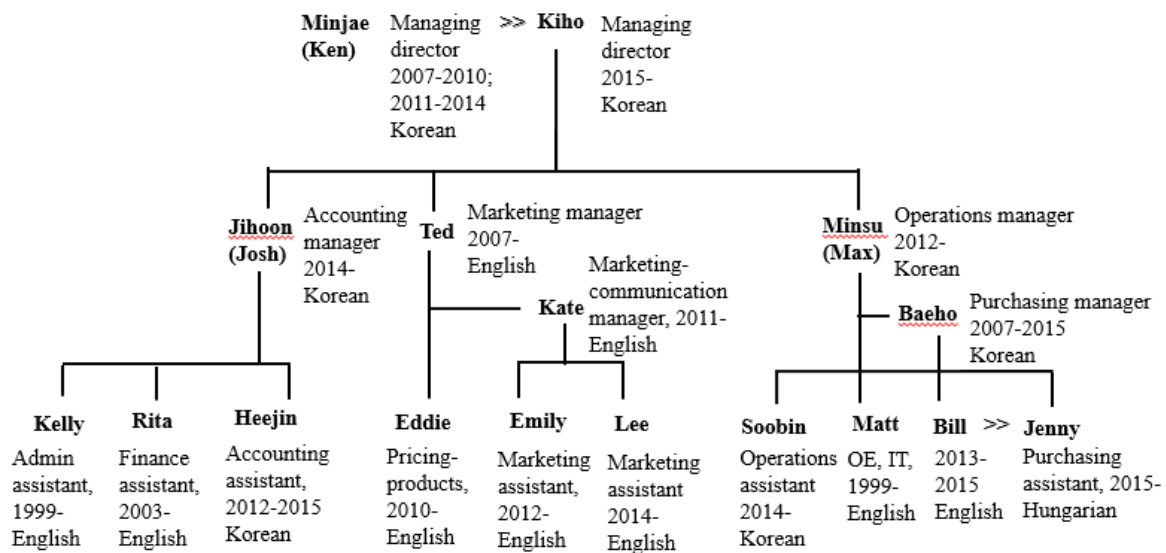 Minjae
(Ken)
Managing
director
2007-2010;
2011-2014
Korean
>>
Kiho
Managing
director
2015-
Korean
Jihoon
(Josh)
Accounting
manager
2014-
Korean
Ted
Marketing manager
2007-
English
Kate
Marketing-
communication
manager, 2011-
English
Minsu
(Max)
Operations manager
2012-
Korean
Baeho
Purchasing manager
2007-2015
Korean
Kelly
Admin
assistant,
1999-
English
Rita
Finance
assistant,
2003-
English
Heejin
Accounting
assistant,
2012-2015
Korean
Eddie
Pricing-
products,
2010-
English
Emily
Marketing
assistant,
2012-
English
Lee
Marketing
assistant
2014-
English
Soobin
Operations
assistant
2014-
Korean
Matt
OE, IT,
1999-
English
Bill
2013-
2015
English
>>
Jenny
Purchasing
assistant, 2015-
Hungarian